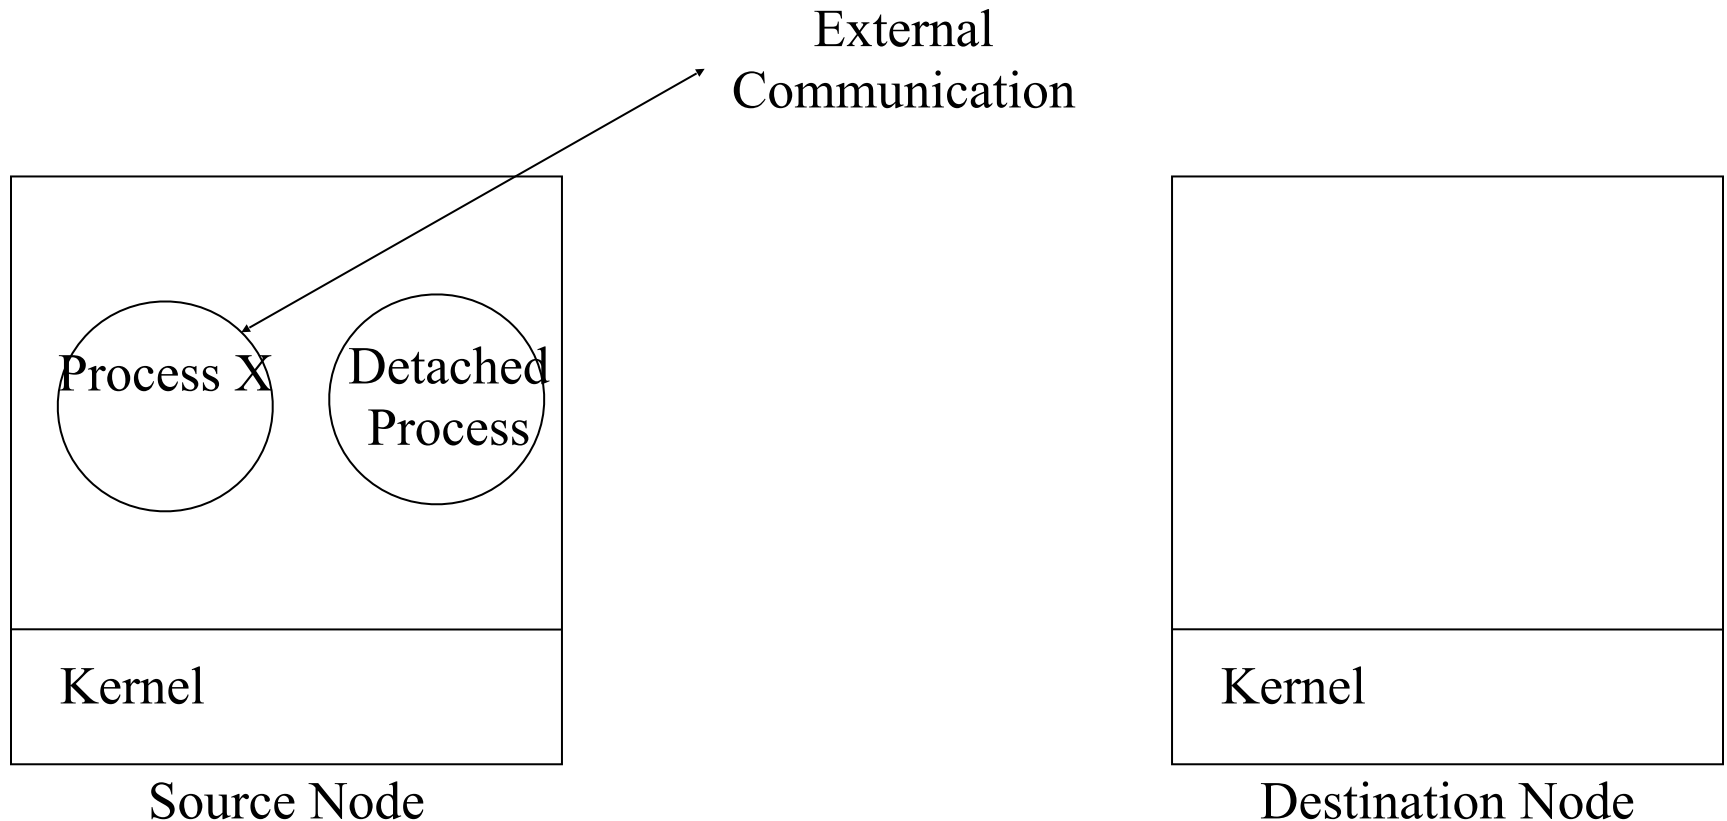 External
Communication
Process X
Detached
Process
Kernel
Kernel
Source Node
Destination Node